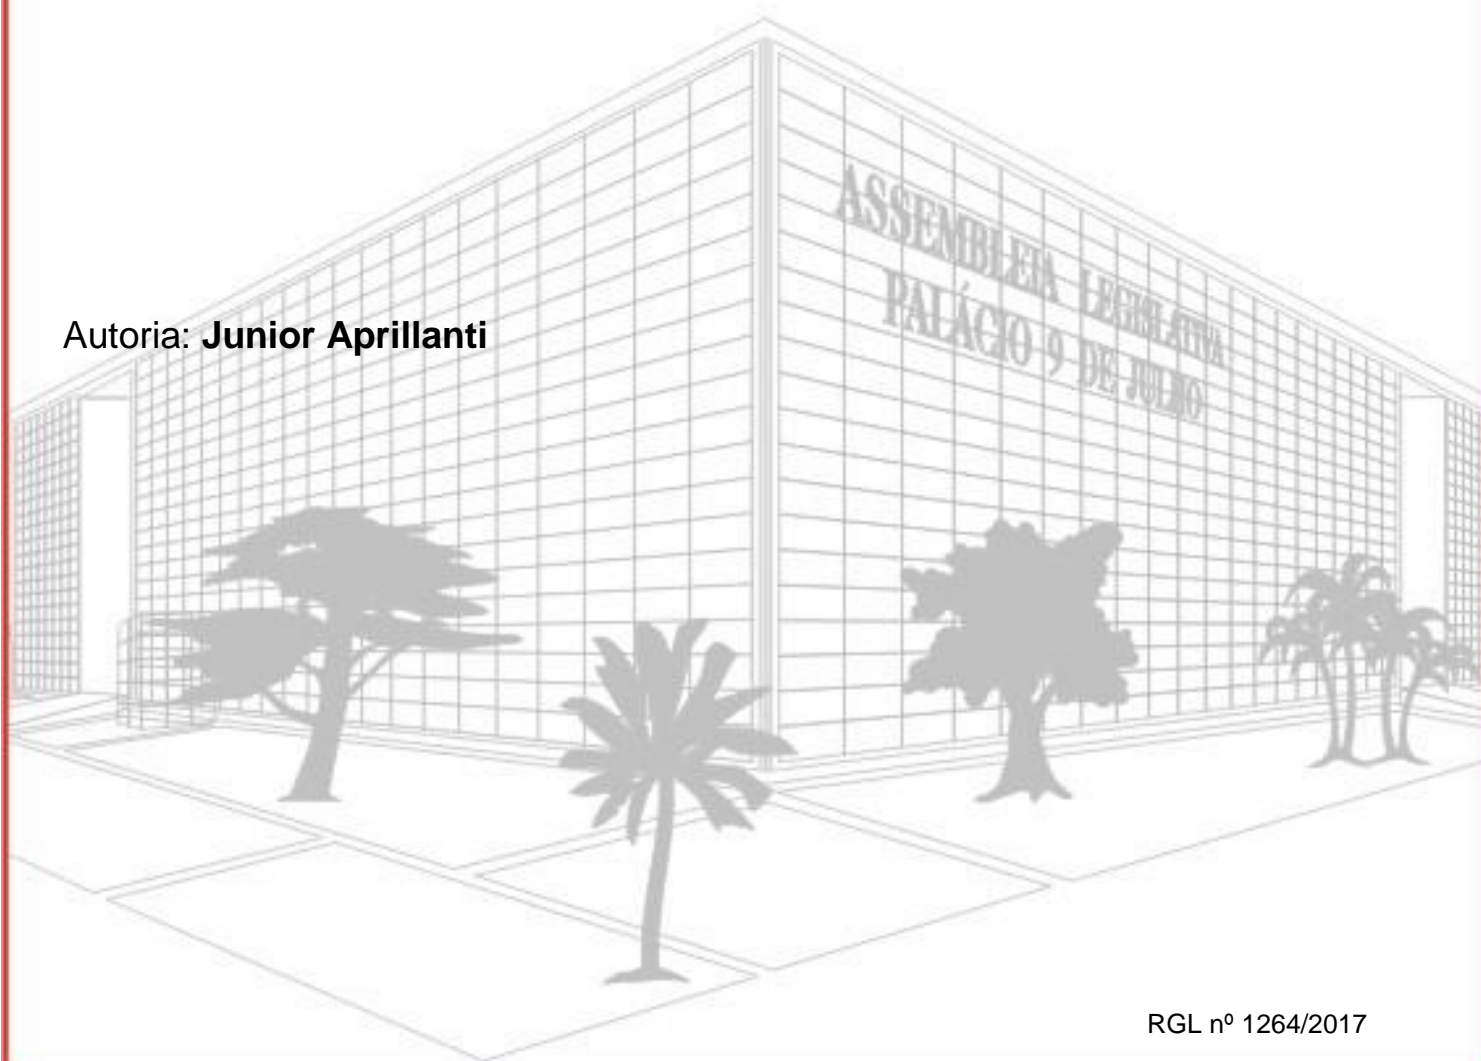 ASSEMBLEIA LEGISLATIVA
PALÁCIO 9 DE JULHO
Autoria: Junior Aprillanti
RGL nº 1264/2017